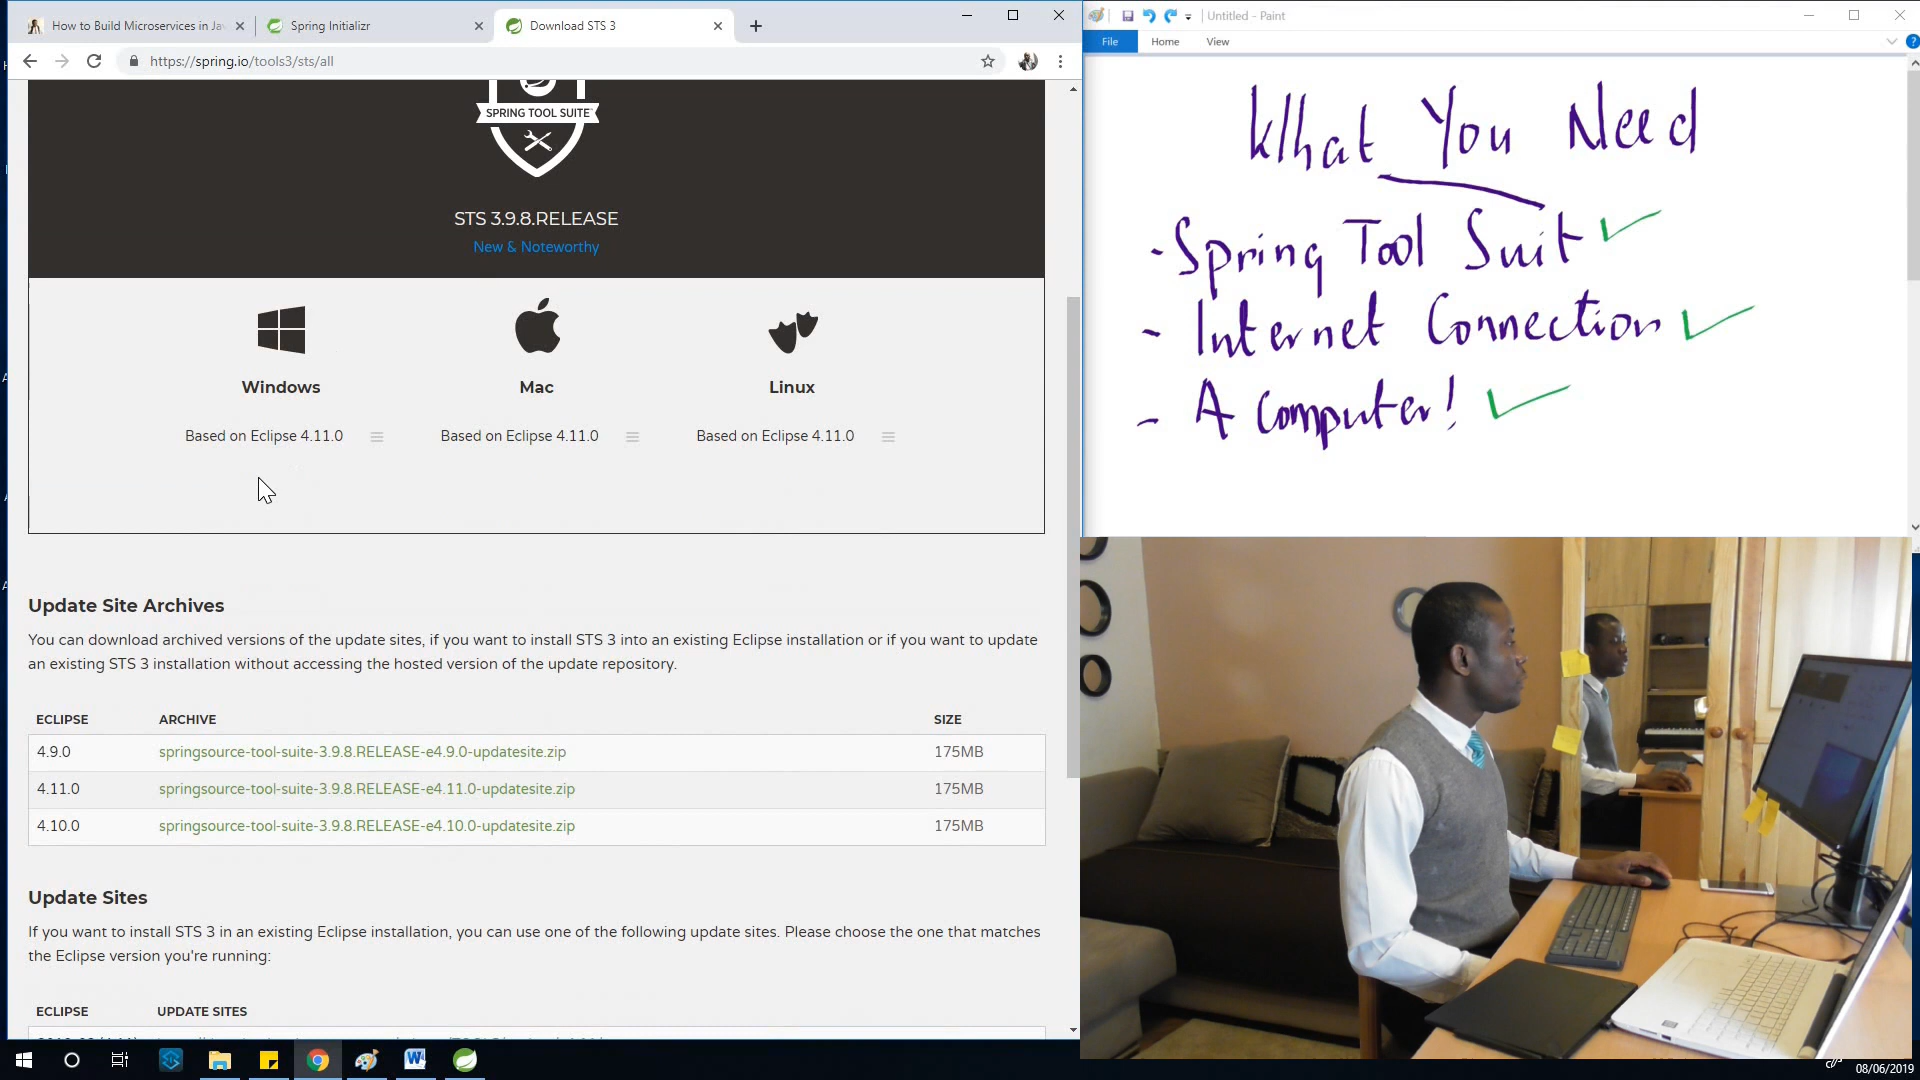 How to Build Microservices in Ja
Spring Initializr
Download STS 3
https://spring.io/tools3/sts/all
SPRING TOOL SUITE
STS 3.9.8.RELEASE
New & Noteworthy
Windows
Mac
Linux
Based on Eclipse 4.11.0
Based on Eclipse 4.11.0
Based on Eclipse 4.11.0
Update Site Archives
You can download archived versions of the update sites, if you want to install STS 3 into an existing Eclipse installation or if you want to update
an existing STS 3 installation without accessing the hosted version of the update repository.
ECLIPSE ARCHIVE SIZE
4.9.0 springsource-tool-suite-3.9.8.RELEASE-e4.9.0-updatesite.zip 175MB
4.11.0 springsource-tool-suite-3.9.8.RELEASE-e4.11.0-updatesite.zip 175MB
4.10.0 springsource-tool-suite-3.9.8.RELEASE-e4.10.0-updatesite.zip 175MB
Update Sites
If you want to install STS 3 in an existing Eclipse installation, you can use one of the following update sites. Please choose the one that matches
the Eclipse version you're running:
ECLIPSE UPDATE SITES
Untitled - Paint
File Home View
What You Need
- Spring Tool Suit ✓
- Internet Connection ✓
- A Computer! ✓
08/06/2019